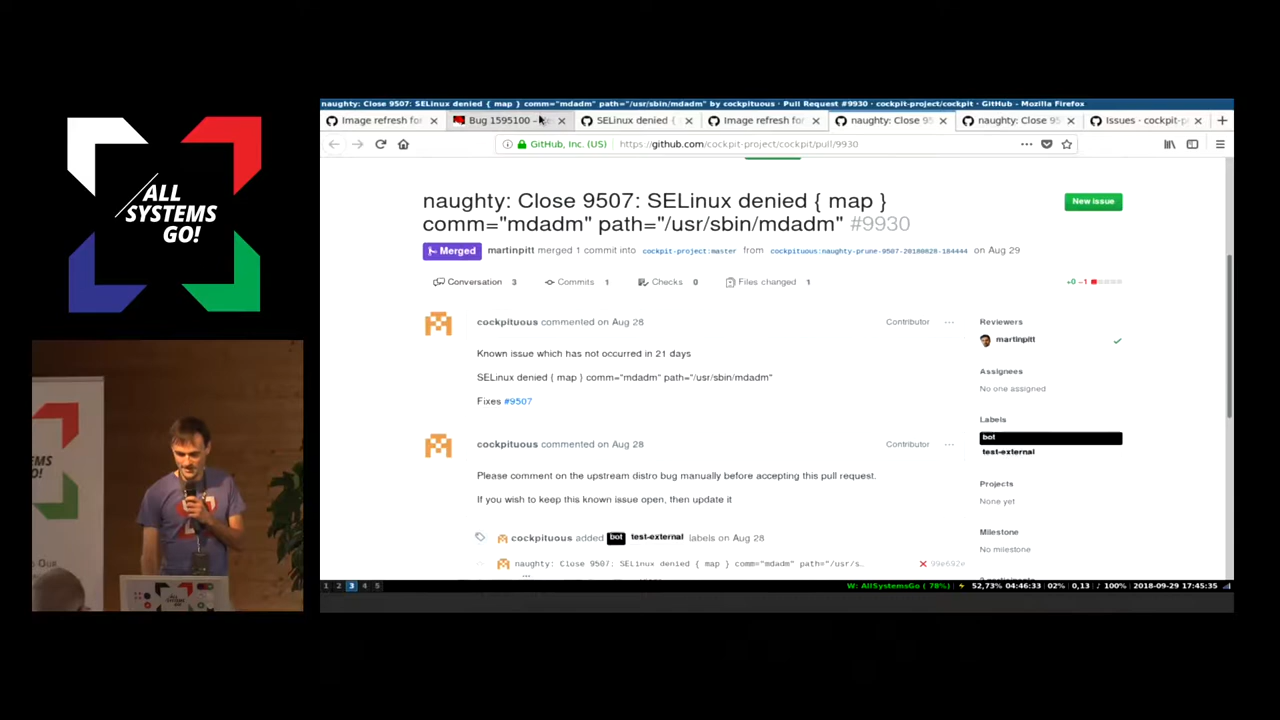 naughty: Close 9507: SELinux denied { map } comm="mdadm" path="/usr/sbin/mdadm" by cockpituous · Pull Request #9930 · cockpit-project/cockpit · GitHub - Mozilla Firefox
Image refresh for
Bug 1595100 –
SELinux denied {
Image refresh for
naughty: Close 95
naughty: Close 95
Issues · cockpit-p
GitHub, Inc. (US)
https://github.com/cockpit-project/cockpit/pull/9930
naughty: Close 9507: SELinux denied { map }
comm="mdadm" path="/usr/sbin/mdadm" #9930
New issue
Merged
martinpitt merged 1 commit into cockpit-project:master from cockpituous:naughty-prune-9507-20180828-184444 on Aug 29
Conversation 3
Commits 1
Checks 0
Files changed 1
+0 −1
cockpituous commented on Aug 28
Contributor
Known issue which has not occurred in 21 days
SELinux denied { map } comm="mdadm" path="/usr/sbin/mdadm"
Fixes #9507
cockpituous commented on Aug 28
Contributor
Please comment on the upstream distro bug manually before accepting this pull request.
If you wish to keep this known issue open, then update it
cockpituous added bot test-external labels on Aug 28
naughty: Close 9507: SELinux denied { map } comm="mdadm" path="/usr/s…
Reviewers
martinpitt
Assignees
No one assigned
Labels
bot
test-external
Projects
None yet
Milestone
No milestone
1 2 3 4 5
W: AllSystemsGo ( 78%)
52,73% 04:46:33
02%
0,13
100%
2018-09-29 17:45:35
ALL
SYSTEMS
GO!